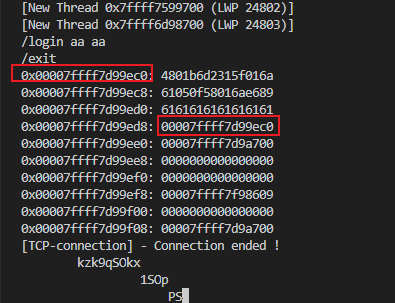 [New Thread 0x7ffff7599700 (LWP 24802)]
[New Thread 0x7ffff6d98700 (LWP 24803)]
/login aa aa
/exit
0x00007ffff7d99ec0: 4801b6d2315f016a
0x00007ffff7d99ec8: 61050f58016ae689
0x00007ffff7d99ed0: 6161616161616161
0x00007ffff7d99ed8: 00007ffff7d99ec0
0x00007ffff7d99ee0: 00007ffff7d9a700
0x00007ffff7d99ee8: 0000000000000000
0x00007ffff7d99ef0: 0000000000000000
0x00007ffff7d99ef8: 00007ffff7f98609
0x00007ffff7d99f00: 0000000000000000
0x00007ffff7d99f08: 00007ffff7d9a700
[TCP-connection] - Connection ended !
kzk9qSOkx
1SOp
PS